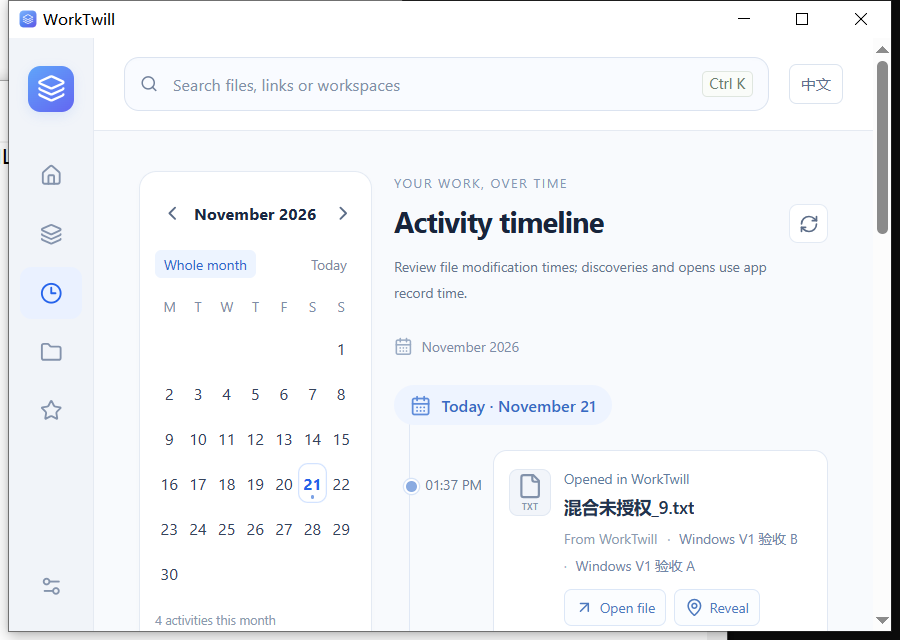 WorkTwill
Search files, links or workspaces
Ctrl K
中文
November 2026
Whole month
Today
M T W T F S S
1
2 3 4 5 6 7 8
9 10 11 12 13 14 15
16 17 18 19 20 21 22
23 24 25 26 27 28 29
30
4 activities this month
YOUR WORK, OVER TIME
Activity timeline
Review file modification times; discoveries and opens use app
record time.
November 2026
Today · November 21
01:37 PM
TXT
Opened in WorkTwill
混合未授权_9.txt
From WorkTwill · Windows V1 验收 B
· Windows V1 验收 A
Open file
Reveal